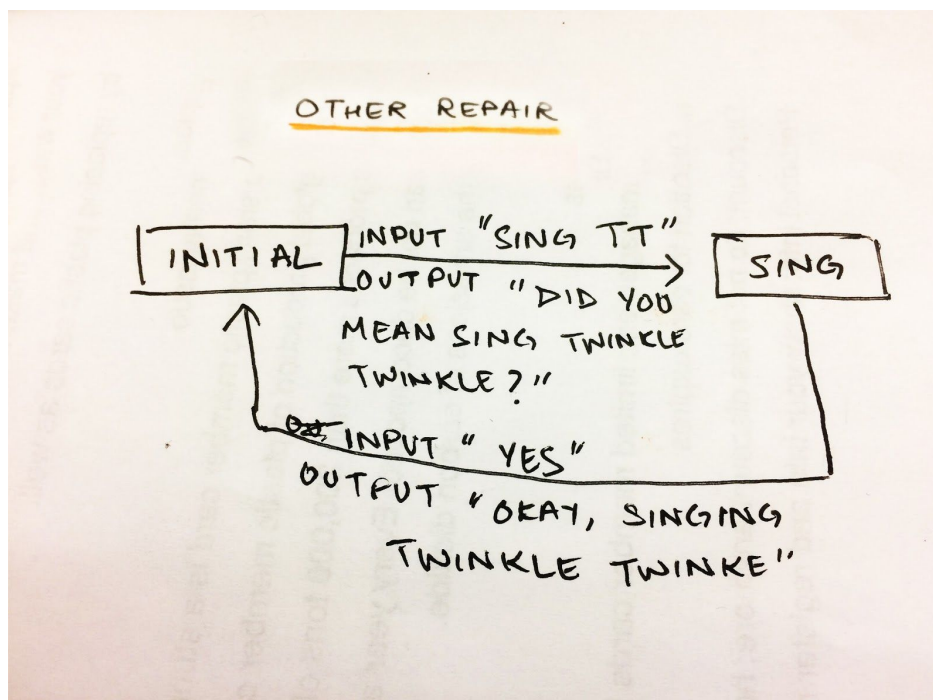 OTHER REPAIR
INITIAL
INPUT "SING TT"
OUTPUT "DID YOU
MEAN SING TWINKLE
TWINKLE?"
SING
INPUT "YES"
OUTPUT "OKAY, SINGING
TWINKLE TWINKE"